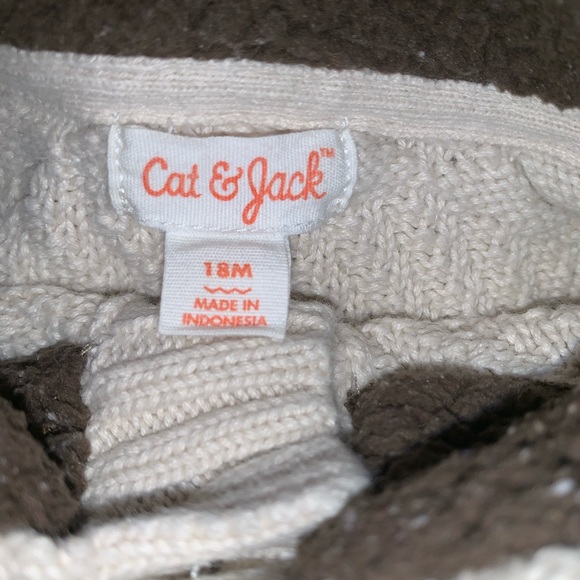 Cat & Jack™
18M
MADE IN
INDONESIA